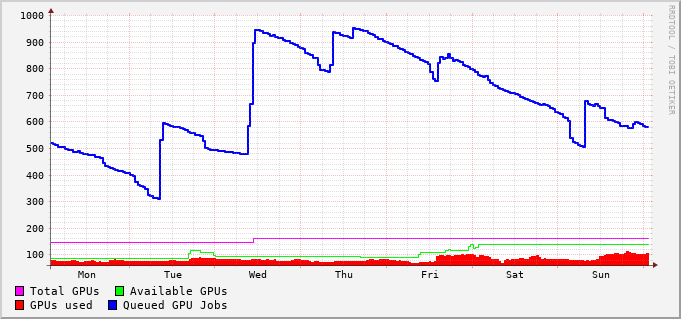 1000
900
800
700
600
500
400
300
200
100
Mon Tue Wed Thu Fri Sat Sun
Total GPUs Available GPUs
GPUs used Queued GPU Jobs
RRDTOOL / TOBI OETIKER